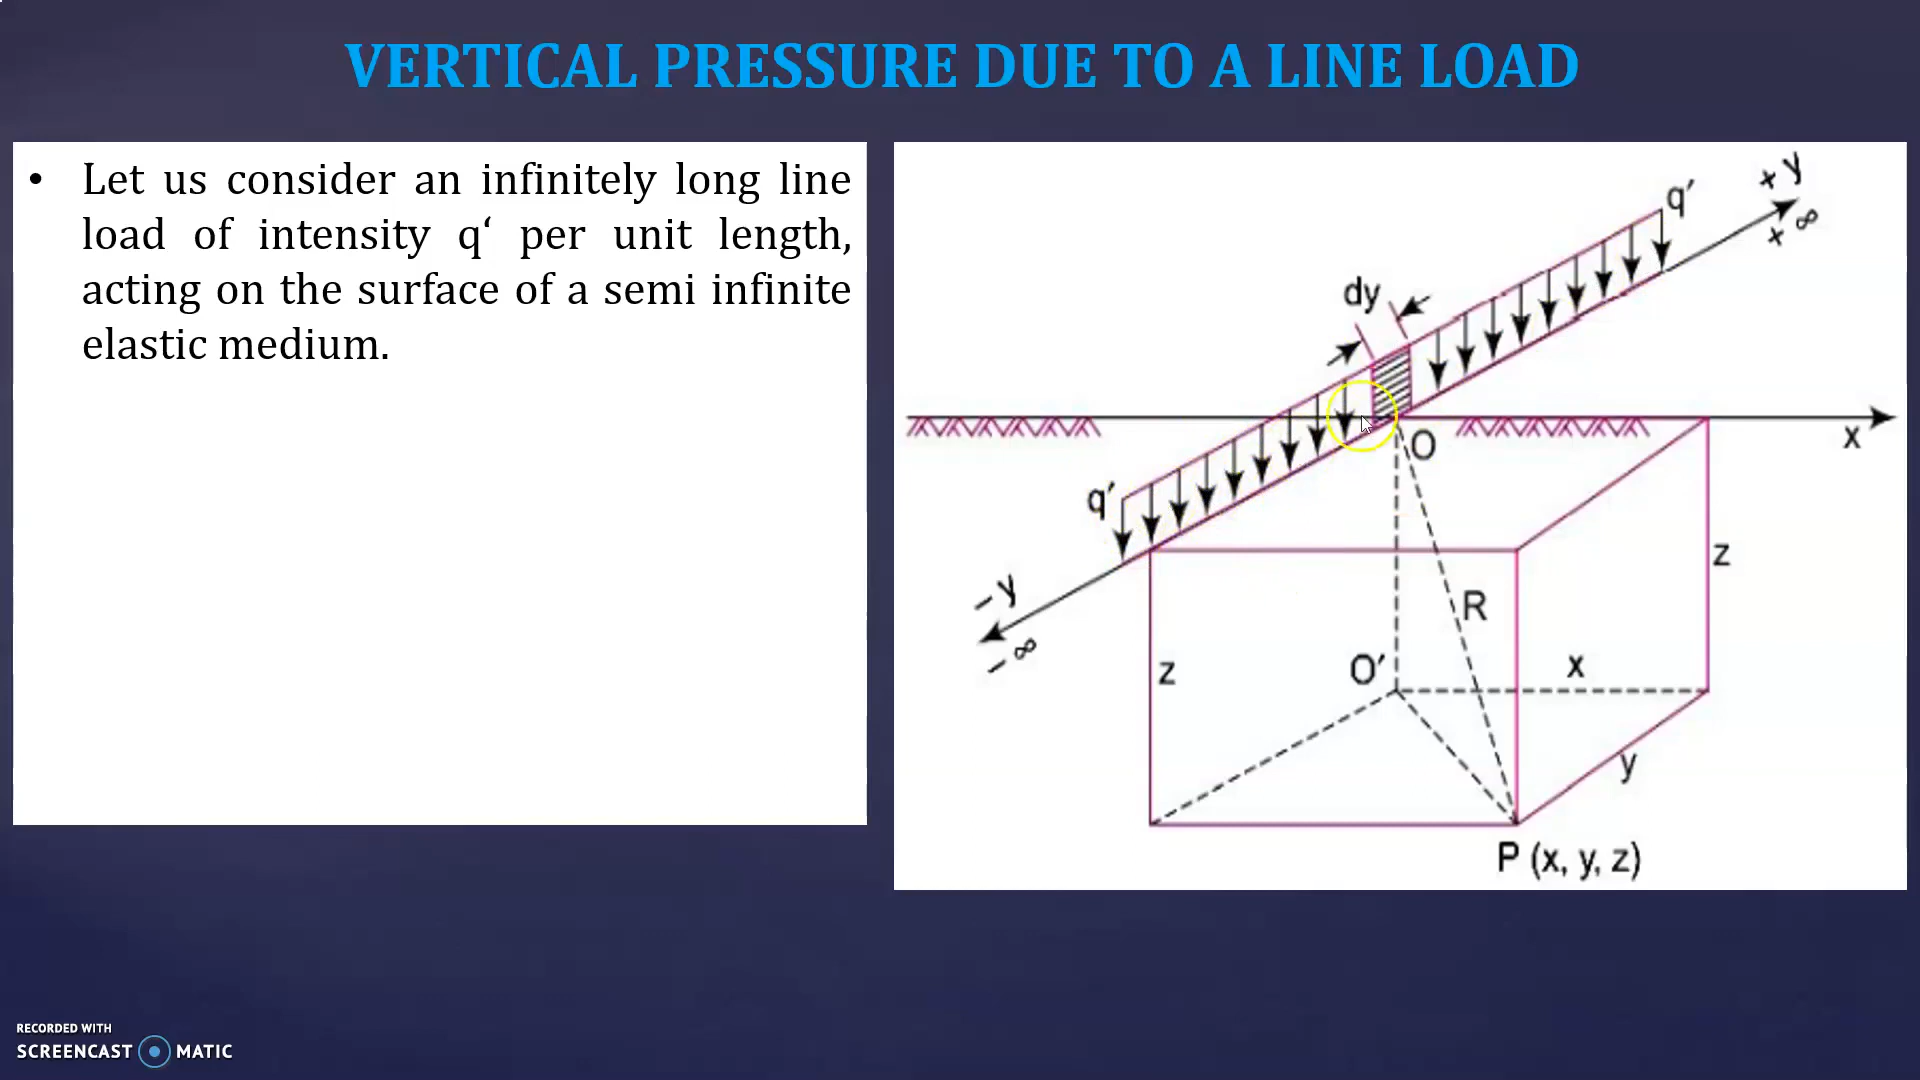 VERTICAL PRESSURE DUE TO A LINE LOAD
• Let us consider an infinitely long line
load of intensity q‘ per unit length,
acting on the surface of a semi infinite
elastic medium.
+ y
+ ∞
q′
dy
x
O
q′
z
- y
- ∞
R
O′
x
z
y
P (x, y, z)
RECORDED WITH
SCREENCAST MATIC